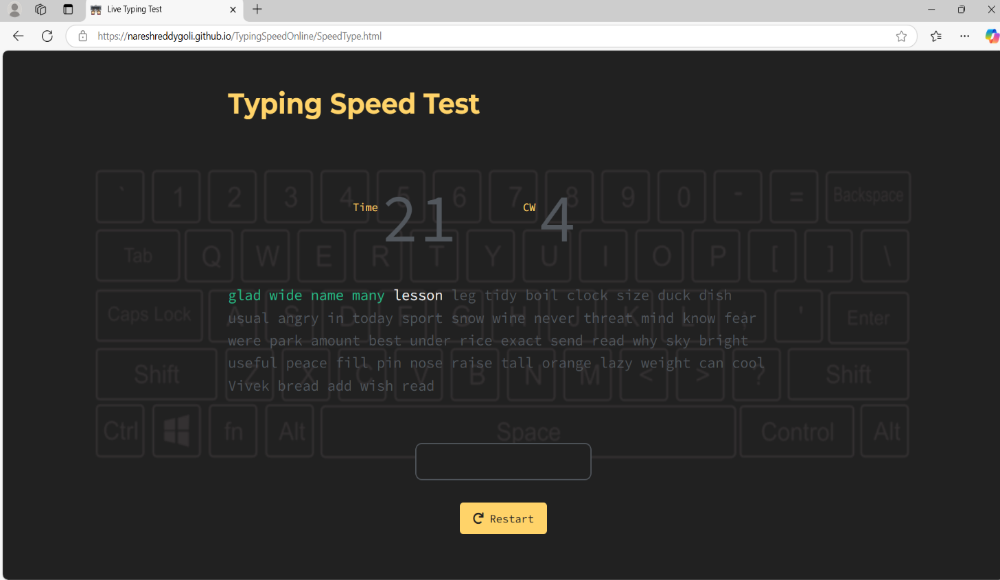 Live Typing Test
https://nareshreddygoli.github.io/TypingSpeedOnline/SpeedType.html
Typing Speed Test
` 1 2 3 4 5 6 7 8 9 0 - = Backspace
Time 21 CW 4
Tab Q W E R T Y U I O P [ ] \
glad wide name many lesson leg tidy boil clock size duck dish
Caps Lock A S D F G H J K L ; ' Enter
usual angry in today sport snow wine never threat mind know fear
were park amount best under rice exact send read why sky bright
useful peace fill pin nose raise tall orange lazy weight can cool
Shift Z X C V B N M < > ? Shift
Vivek bread add wish read
Ctrl fn Alt Space Control Alt
Restart